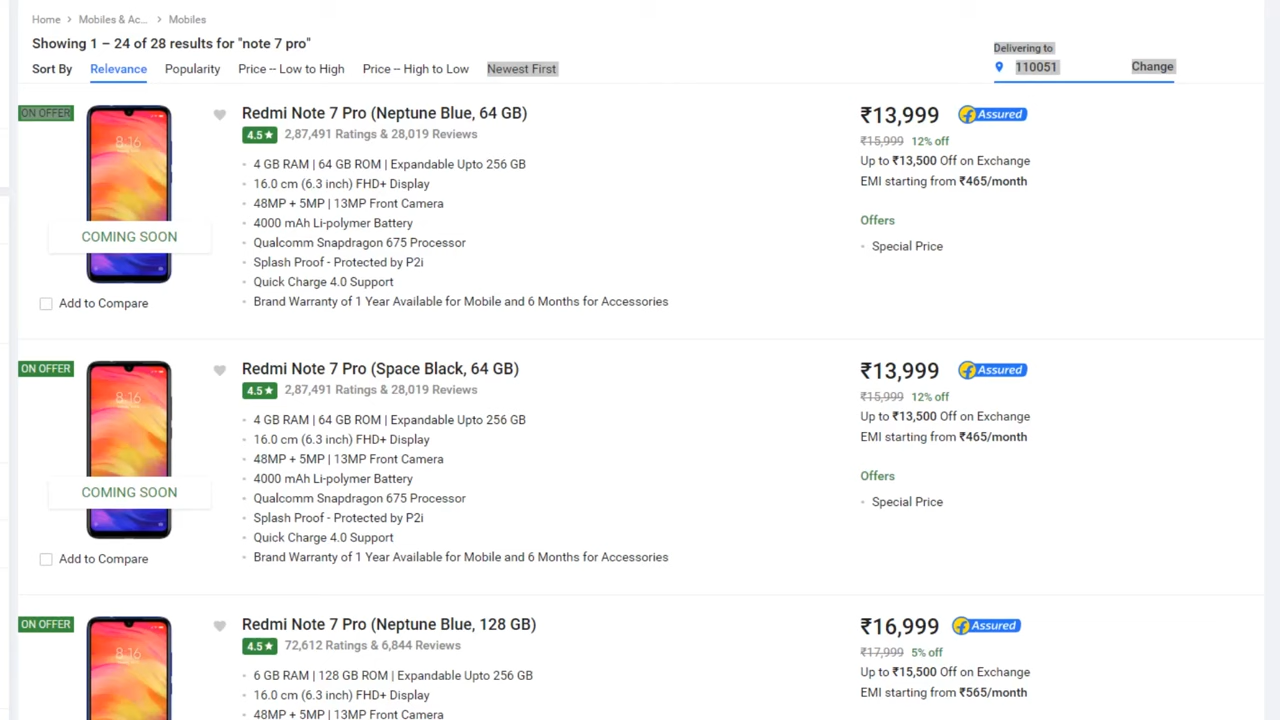 Home > Mobiles & Ac... > Mobiles
Showing 1 – 24 of 28 results for "note 7 pro"
Delivering to
110051 Change
Sort By Relevance Popularity Price -- Low to High Price -- High to Low Newest First
ON OFFER
8:16
COMING SOON
Add to Compare
Redmi Note 7 Pro (Neptune Blue, 64 GB)
4.5★ 2,87,491 Ratings & 28,019 Reviews
4 GB RAM | 64 GB ROM | Expandable Upto 256 GB
16.0 cm (6.3 inch) FHD+ Display
48MP + 5MP | 13MP Front Camera
4000 mAh Li-polymer Battery
Qualcomm Snapdragon 675 Processor
Splash Proof - Protected by P2i
Quick Charge 4.0 Support
Brand Warranty of 1 Year Available for Mobile and 6 Months for Accessories
₹13,999 Assured
₹15,999 12% off
Up to ₹13,500 Off on Exchange
EMI starting from ₹465/month
Offers
Special Price
ON OFFER
8:16
COMING SOON
Add to Compare
Redmi Note 7 Pro (Space Black, 64 GB)
4.5★ 2,87,491 Ratings & 28,019 Reviews
4 GB RAM | 64 GB ROM | Expandable Upto 256 GB
16.0 cm (6.3 inch) FHD+ Display
48MP + 5MP | 13MP Front Camera
4000 mAh Li-polymer Battery
Qualcomm Snapdragon 675 Processor
Splash Proof - Protected by P2i
Quick Charge 4.0 Support
Brand Warranty of 1 Year Available for Mobile and 6 Months for Accessories
₹13,999 Assured
₹15,999 12% off
Up to ₹13,500 Off on Exchange
EMI starting from ₹465/month
Offers
Special Price
ON OFFER
8:16
Redmi Note 7 Pro (Neptune Blue, 128 GB)
4.5★ 72,612 Ratings & 6,844 Reviews
6 GB RAM | 128 GB ROM | Expandable Upto 256 GB
16.0 cm (6.3 inch) FHD+ Display
48MP + 5MP | 13MP Front Camera
₹16,999 Assured
₹17,999 5% off
Up to ₹15,500 Off on Exchange
EMI starting from ₹565/month